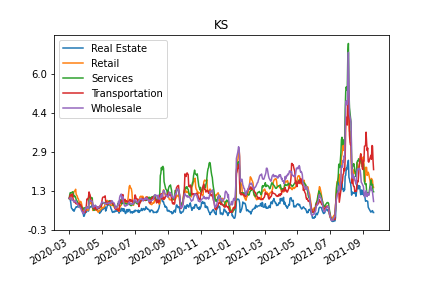 KS
Real Estate
Retail
Services
Transportation
Wholesale
6.0
4.4
2.9
1.3
-0.3
2020-03
2020-05
2020-07
2020-09
2020-11
2021-01
2021-03
2021-05
2021-07
2021-09